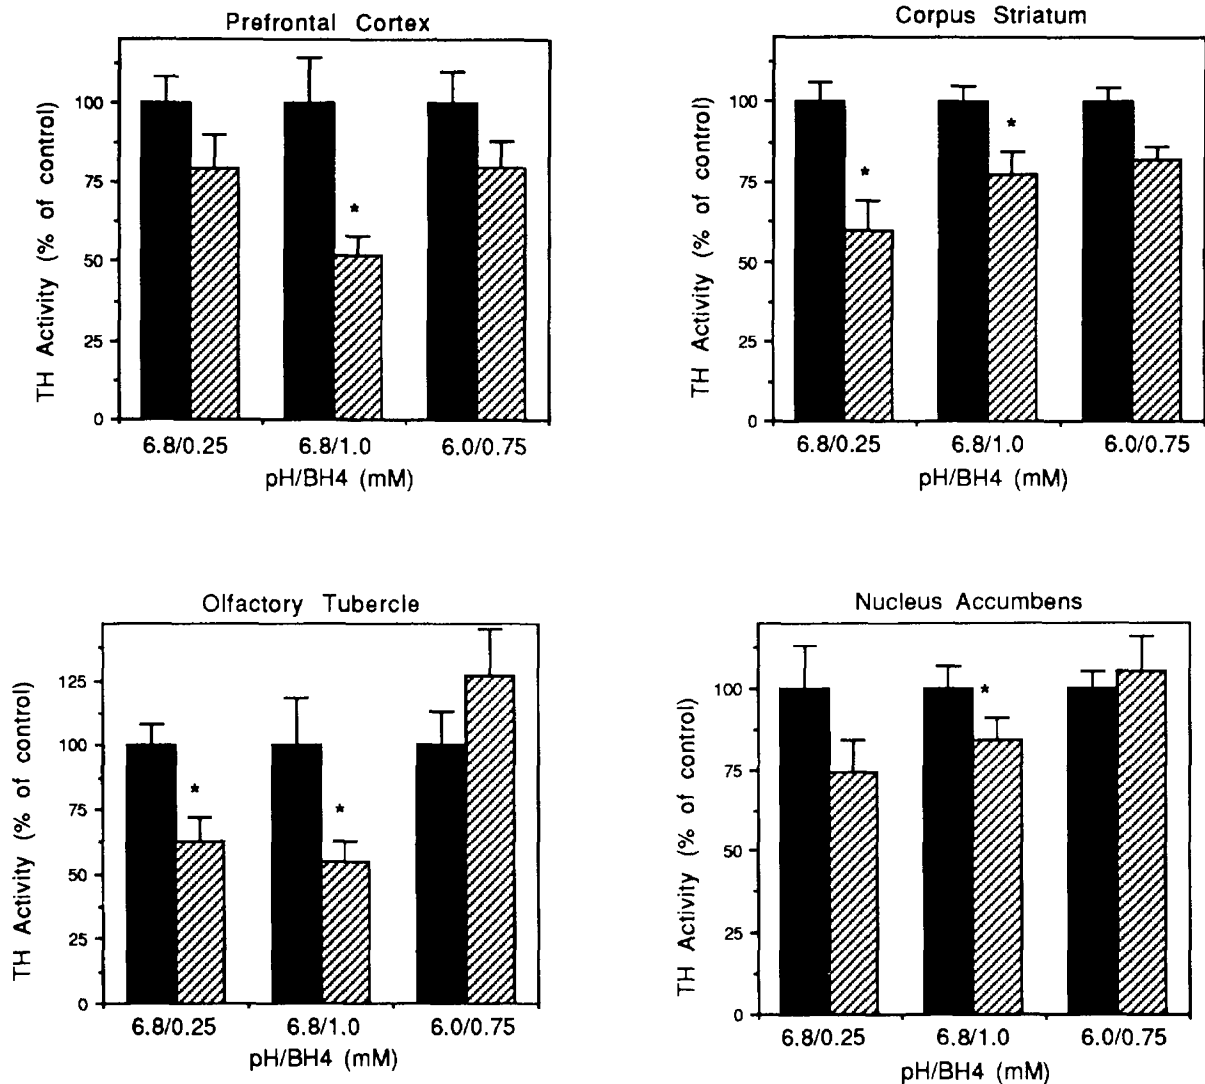 Prefrontal Cortex
TH Activity (% of control)
100
75
50
25
0
*
6.8/0.25 6.8/1.0 6.0/0.75
pH/BH4 (mM)
Corpus Striatum
TH Activity (% of control)
100
75
50
25
0
* *
6.8/0.25 6.8/1.0 6.0/0.75
pH/BH4 (mM)
Olfactory Tubercle
TH Activity (% of control)
125
100
75
50
25
0
* *
6.8/0.25 6.8/1.0 6.0/0.75
pH/BH4 (mM)
Nucleus Accumbens
TH Activity (% of control)
100
75
50
25
0
*
6.8/0.25 6.8/1.0 6.0/0.75
pH/BH4 (mM)